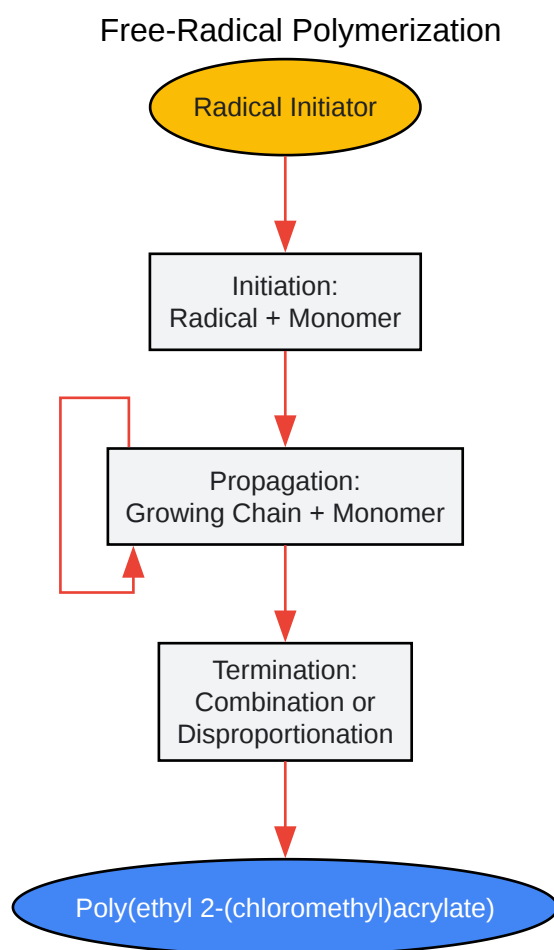 Free-Radical Polymerization
Radical Initiator
Initiation:
Radical + Monomer
Propagation:
Growing Chain + Monomer
Termination:
Combination or
Disproportionation
Poly(ethyl 2-(chloromethyl)acrylate)